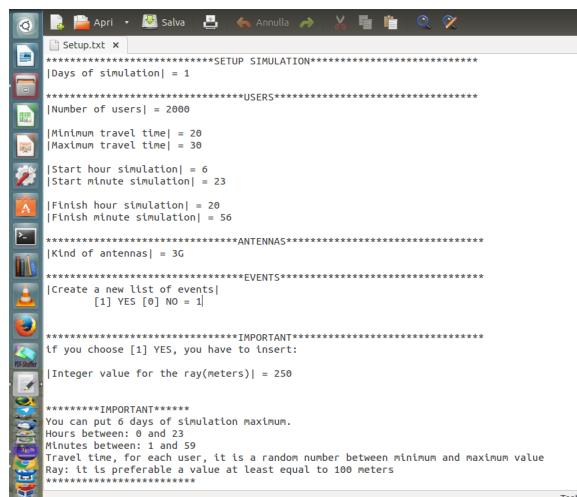 Apri Salva Annulla
Setup.txt ×
****************************SETUP SIMULATION****************************
|Days of simulation| = 1
*********************************USERS**********************************
|Number of users| = 2000
|Minimum travel time| = 20
|Maximum travel time| = 30
|Start hour simulation| = 6
|Start minute simulation| = 23
|Finish hour simulation| = 20
|Finish minute simulation| = 56
********************************ANTENNAS*********************************
|Kind of antennas| = 3G
*********************************EVENTS**********************************
|Create a new list of events|
[1] YES [0] NO = 1
********************************IMPORTANT********************************
if you choose [1] YES, you have to insert:
|Integer value for the ray(meters)| = 250
*********IMPORTANT******
You can put 6 days of simulation maximum.
Hours between: 0 and 23
Minutes between: 1 and 59
Travel time, for each user, it is a random number between minimum and maximum value
Ray: it is preferable a value at least equal to 100 meters
*************************